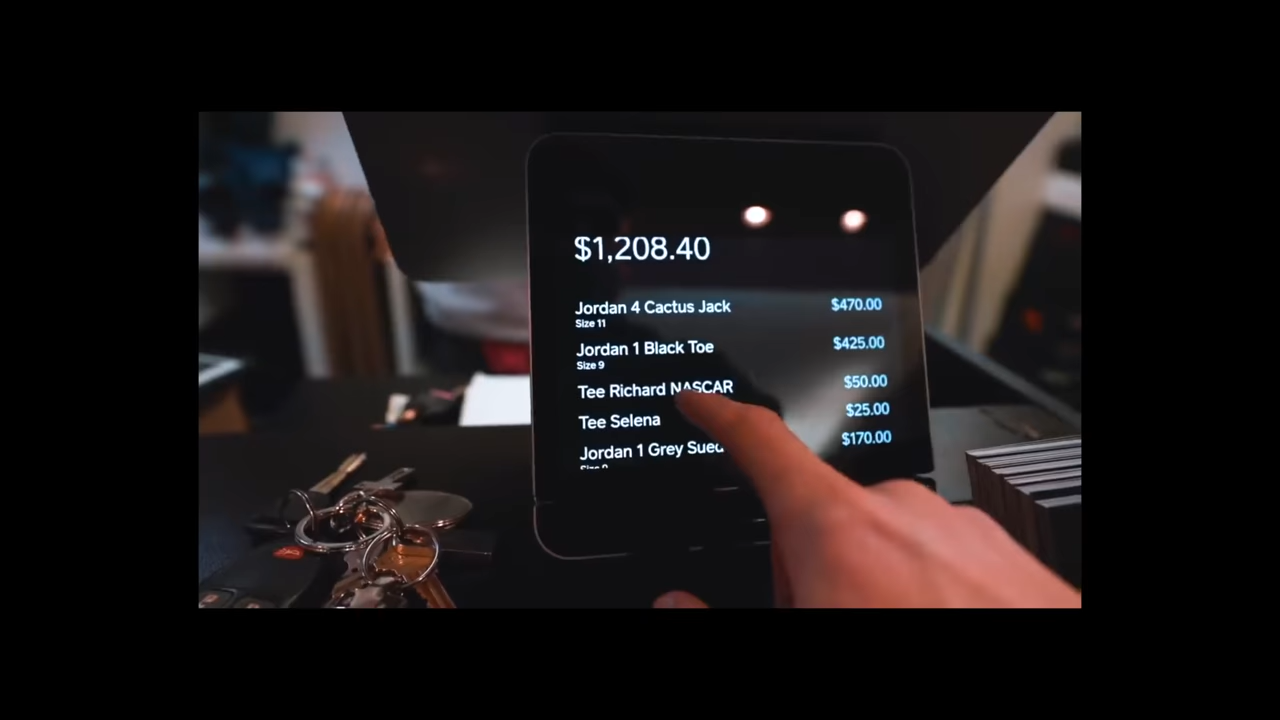 $1,208.40
Jordan 4 Cactus Jack $470.00
Size 11
Jordan 1 Black Toe $425.00
Size 9
Tee Richard NASCAR $50.00
Tee Selena $25.00
Jordan 1 Grey $170.00